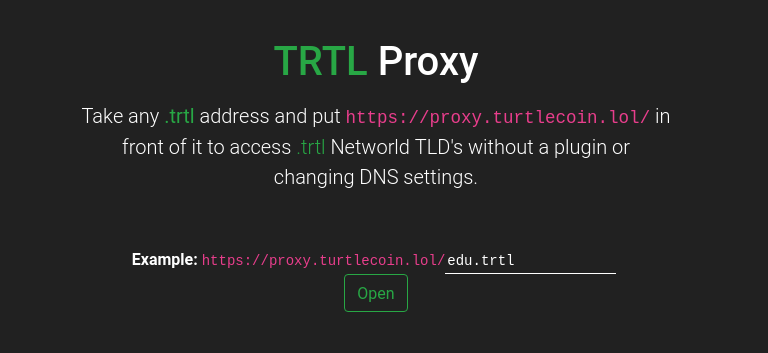 TRTL Proxy
Take any .trtl address and put https://proxy.turtlecoin.lol/ in
front of it to access .trtl Networld TLD's without a plugin or
changing DNS settings.
Example: https://proxy.turtlecoin.lol/edu.trtl
Open